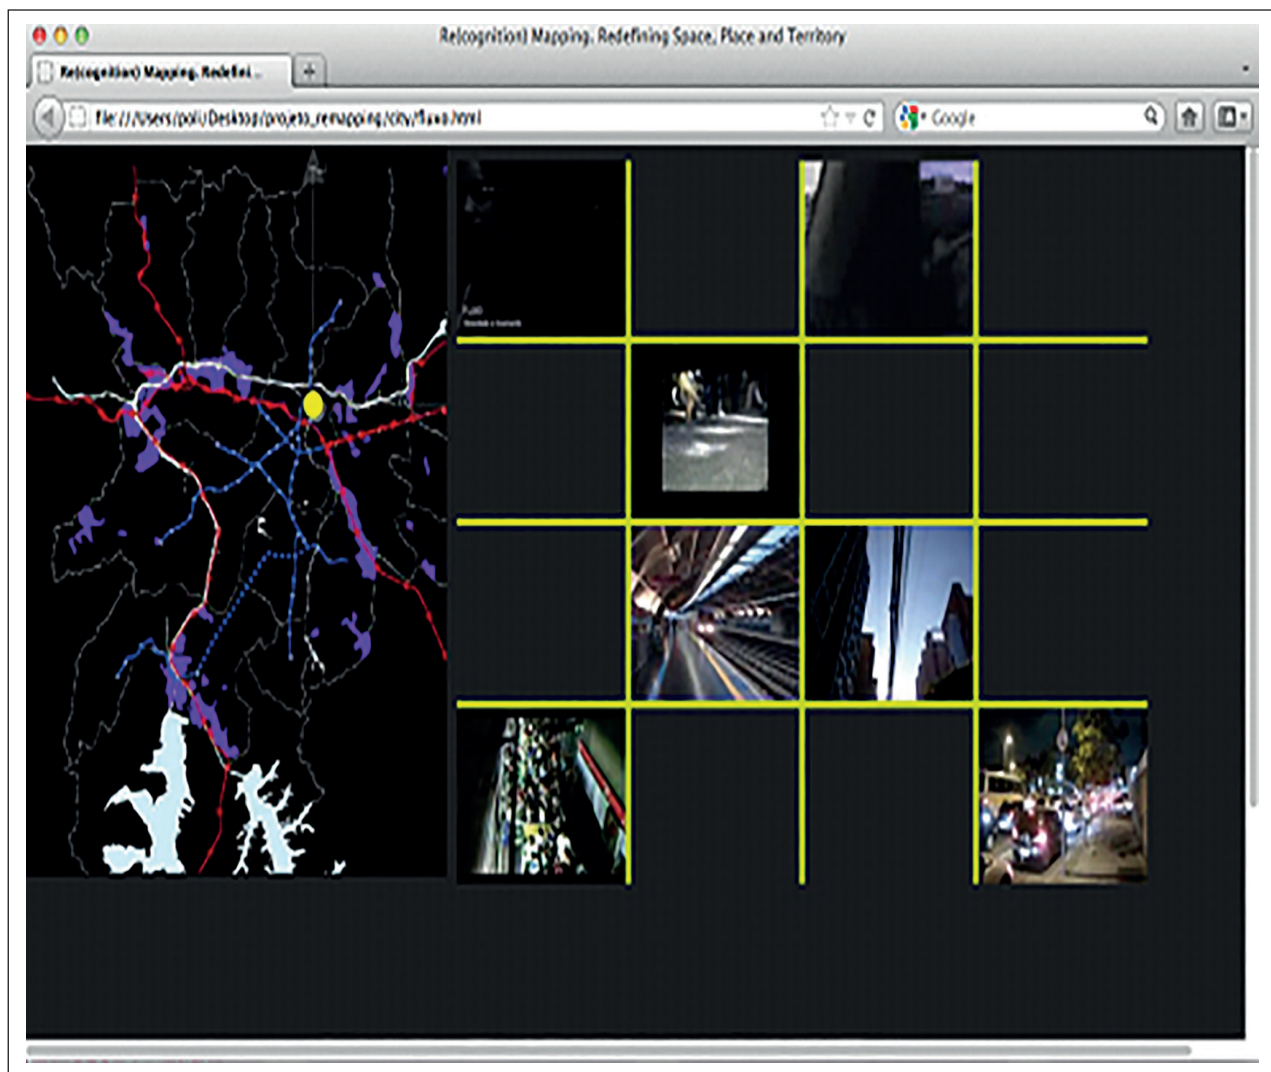 Re(cognition) Mapping. Redefining Space, Place and Territory
Re(cognition) Mapping. Redefini ...
file:///Users/poli/Desktop/projeto_remapping/city/fluxo.html
Google